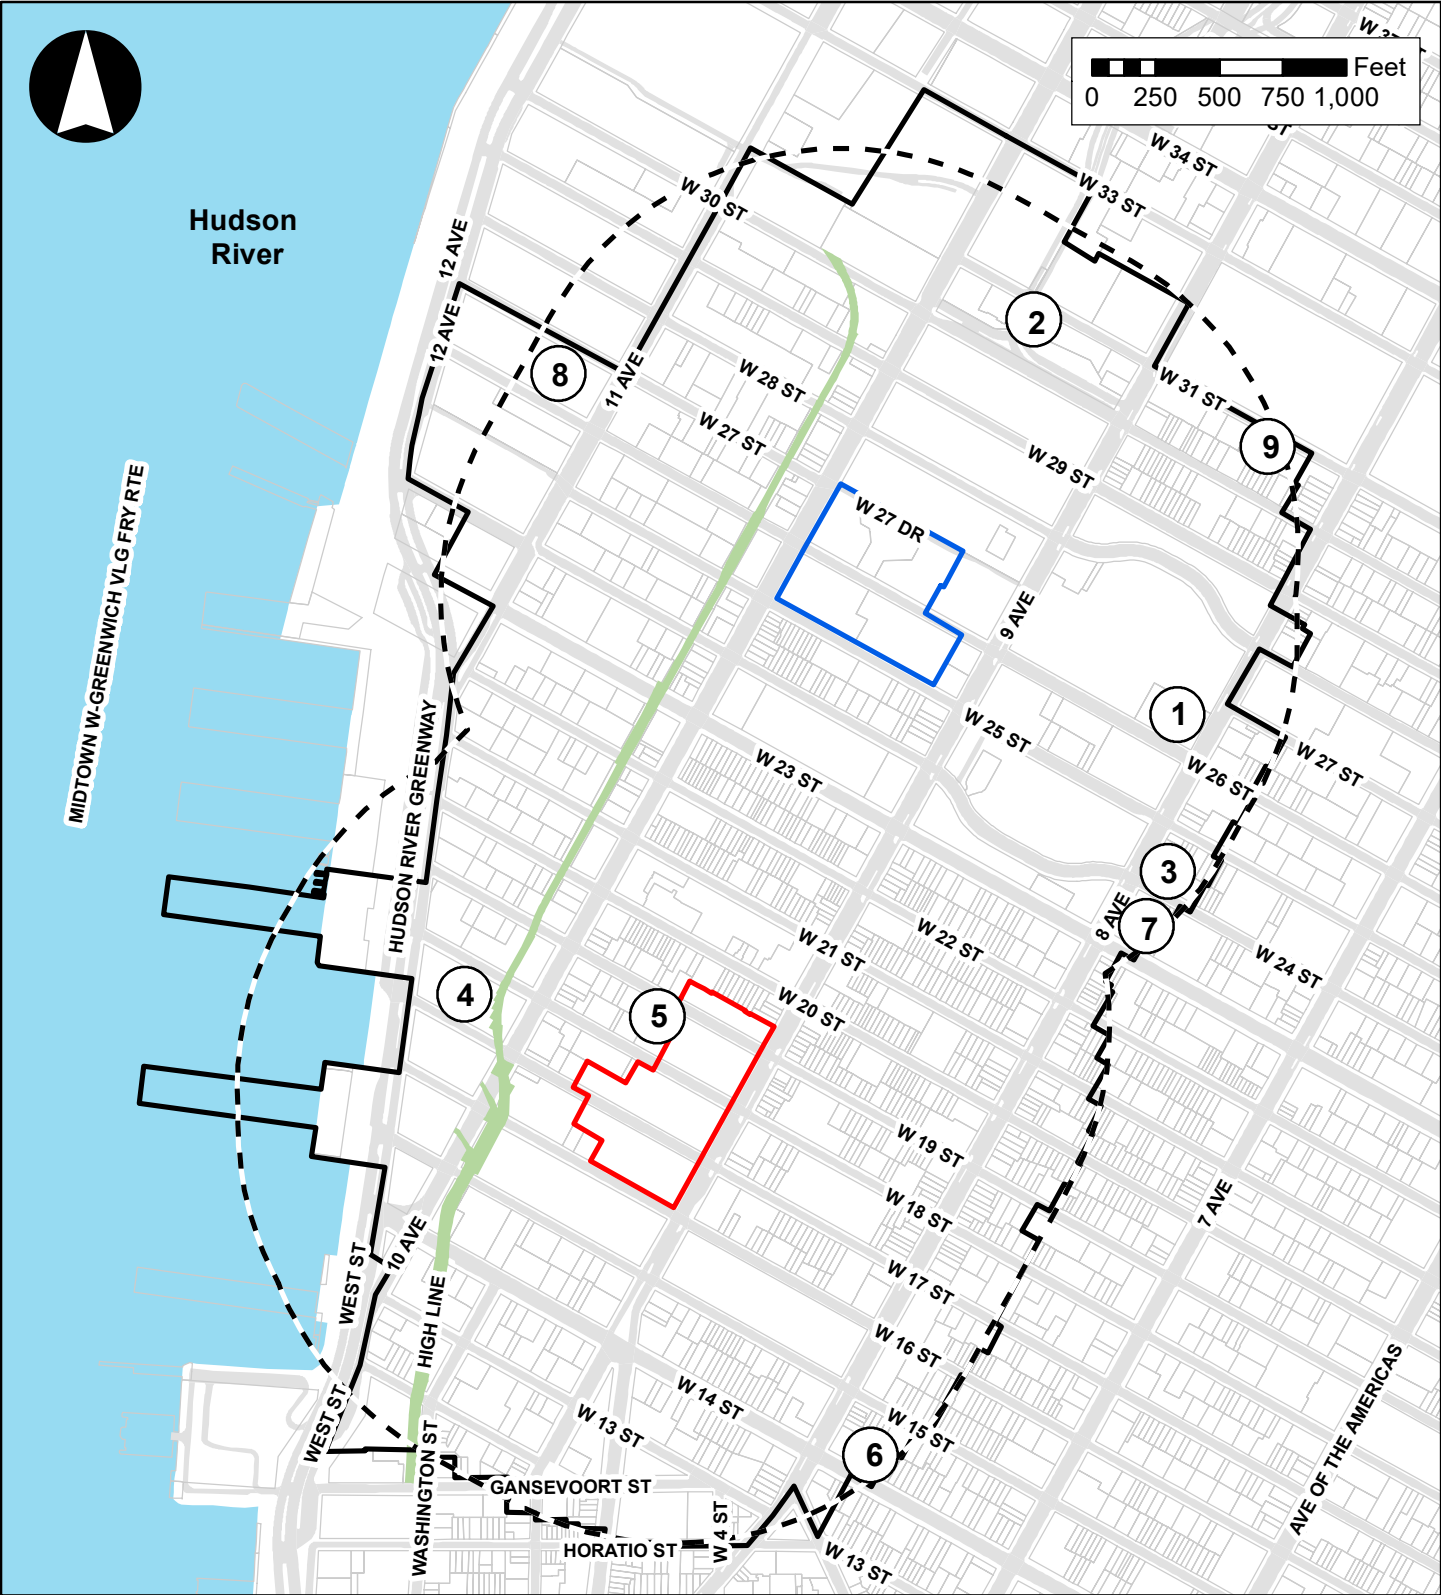 W 37 ST
Feet
0 250 500 750 1,000
ST
W 34 ST
W 33 ST
W 30 ST
Hudson
River
12 AVE
12 AVE
2
8
11 AVE
W 28 ST
W 31 ST
W 27 ST
9
W 29 ST
MIDTOWN W-GREENWICH VLG FRY RTE
W 27 DR
9 AVE
1
W 25 ST
W 26 ST
W 27 ST
W 23 ST
HUDSON RIVER GREENWAY
3
8 AVE
7
W 22 ST
W 21 ST
W 24 ST
4
5
W 20 ST
W 19 ST
W 18 ST
7 AVE
10 AVE
WEST ST
W 17 ST
HIGH LINE
W 16 ST
AVE OF THE AMERICAS
W 14 ST
W 13 ST
W 15 ST
WEST ST
6
WASHINGTON ST
GANSEVOORT ST
W 4 ST
HORATIO ST
W 13 ST